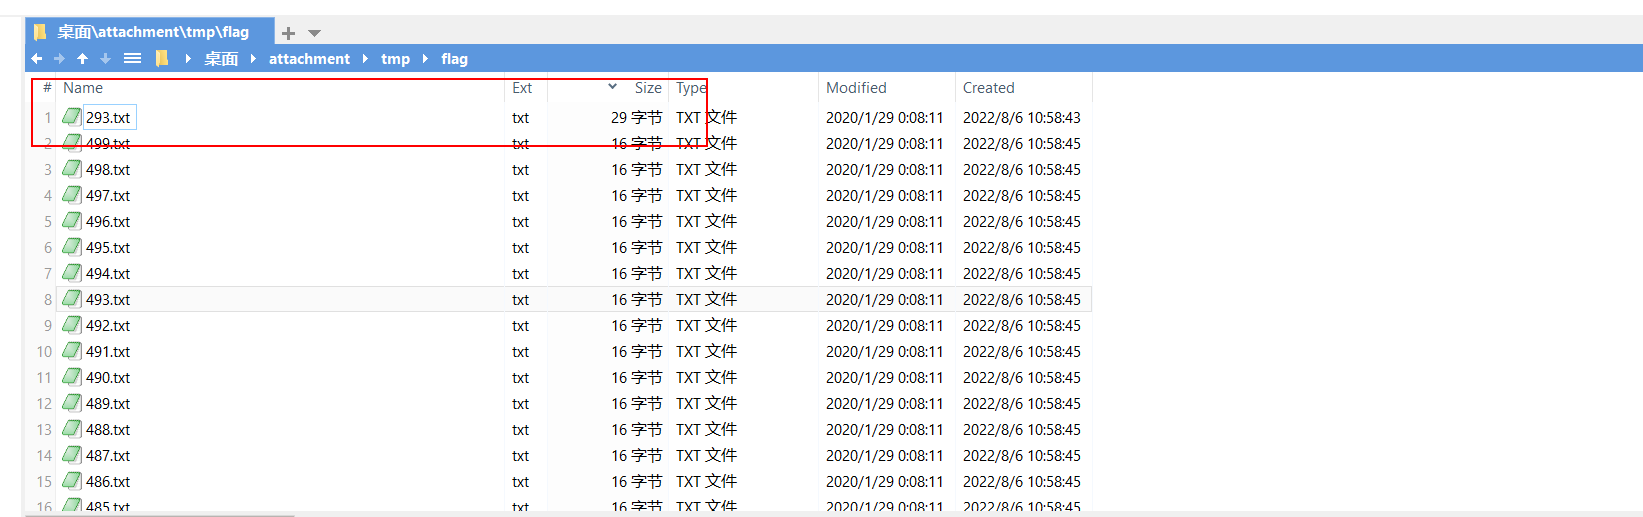 桌面\attachment\tmp\flag
桌面 attachment tmp flag
# Name Ext Size Type Modified Created
1 293.txt txt 29 字节 TXT 文件 2020/1/29 0:08:11 2022/8/6 10:58:43
2 499.txt txt 16 字节 TXT 文件 2020/1/29 0:08:11 2022/8/6 10:58:45
3 498.txt txt 16 字节 TXT 文件 2020/1/29 0:08:11 2022/8/6 10:58:45
4 497.txt txt 16 字节 TXT 文件 2020/1/29 0:08:11 2022/8/6 10:58:45
5 496.txt txt 16 字节 TXT 文件 2020/1/29 0:08:11 2022/8/6 10:58:45
6 495.txt txt 16 字节 TXT 文件 2020/1/29 0:08:11 2022/8/6 10:58:45
7 494.txt txt 16 字节 TXT 文件 2020/1/29 0:08:11 2022/8/6 10:58:45
8 493.txt txt 16 字节 TXT 文件 2020/1/29 0:08:11 2022/8/6 10:58:45
9 492.txt txt 16 字节 TXT 文件 2020/1/29 0:08:11 2022/8/6 10:58:45
10 491.txt txt 16 字节 TXT 文件 2020/1/29 0:08:11 2022/8/6 10:58:45
11 490.txt txt 16 字节 TXT 文件 2020/1/29 0:08:11 2022/8/6 10:58:45
12 489.txt txt 16 字节 TXT 文件 2020/1/29 0:08:11 2022/8/6 10:58:45
13 488.txt txt 16 字节 TXT 文件 2020/1/29 0:08:11 2022/8/6 10:58:45
14 487.txt txt 16 字节 TXT 文件 2020/1/29 0:08:11 2022/8/6 10:58:45
15 486.txt txt 16 字节 TXT 文件 2020/1/29 0:08:11 2022/8/6 10:58:45
16 485.txt txt 16 字节 TXT 文件 2020/1/29 0:08:11 2022/8/6 10:58:45